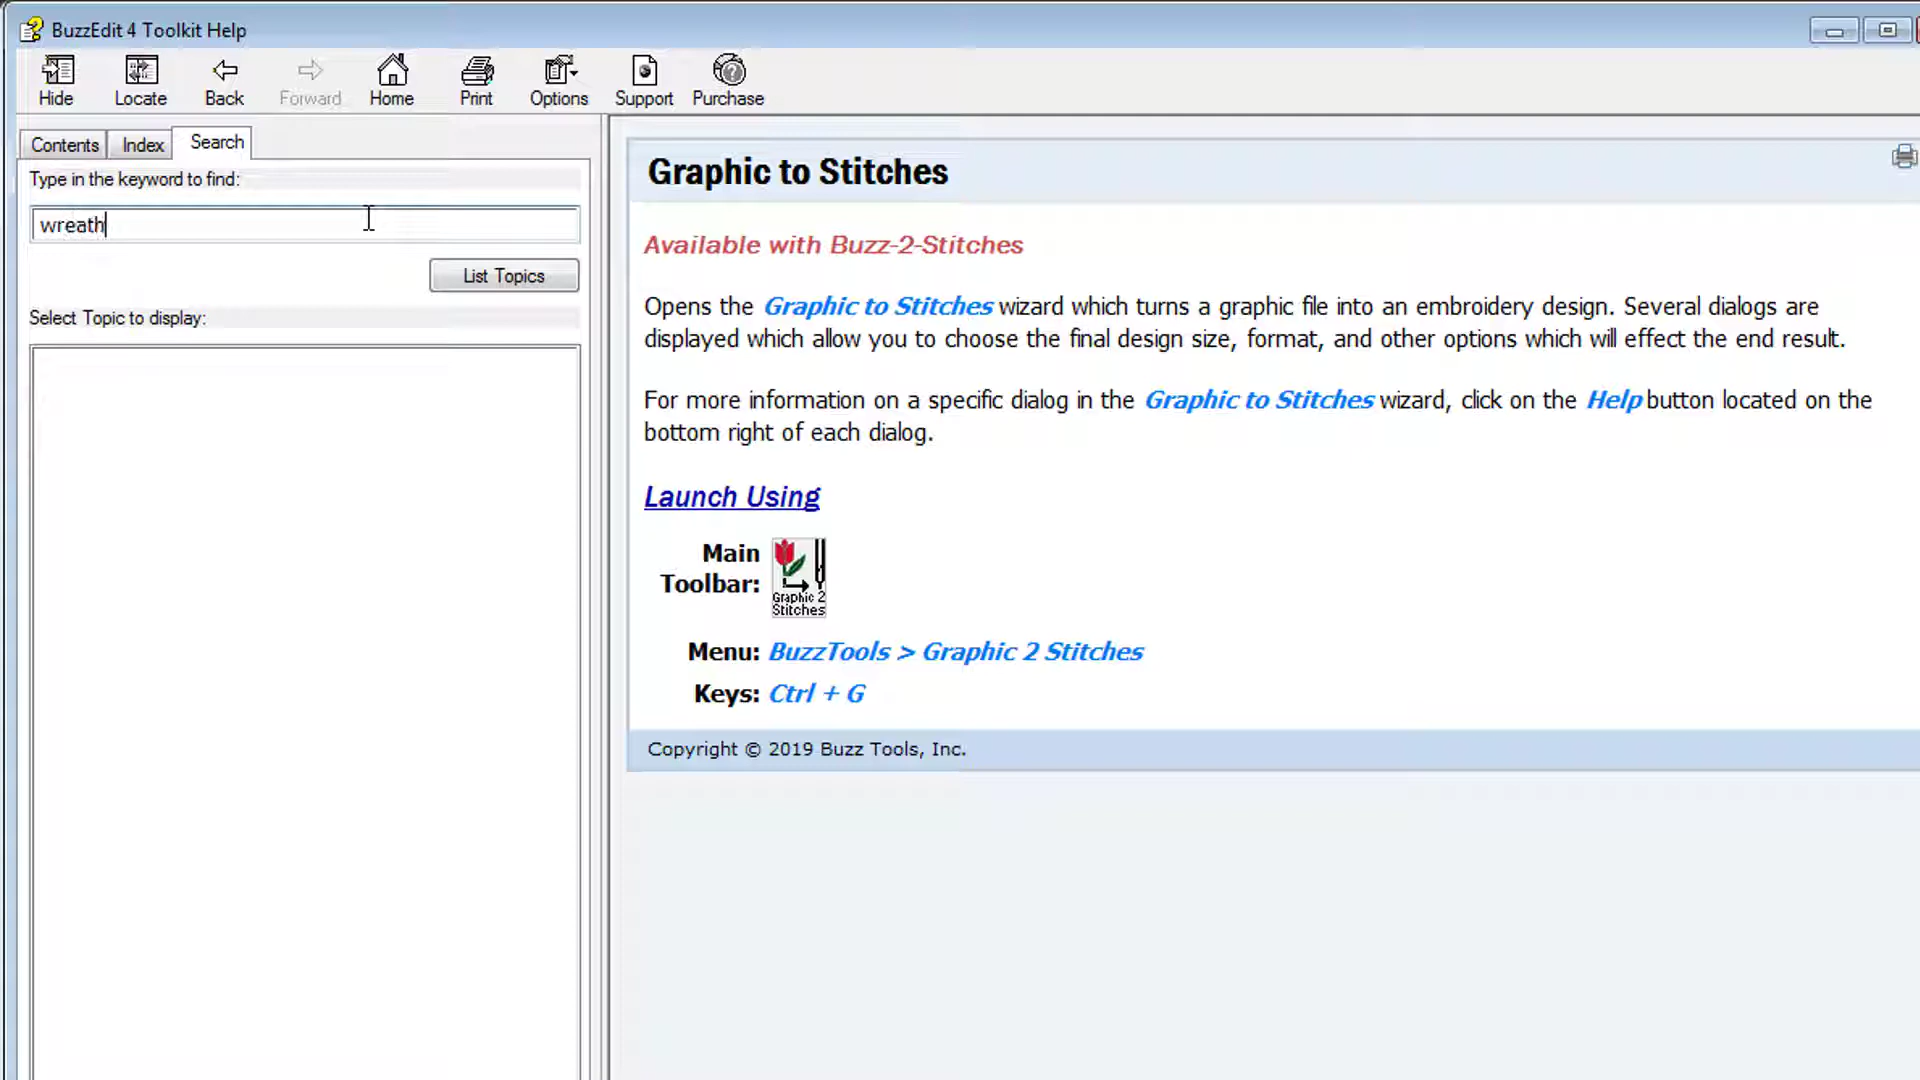 BuzzEdit 4 Toolkit Help
Hide Locate Back Forward Home Print Options Support Purchase
Contents Index Search
Type in the keyword to find:
wreath
List Topics
Select Topic to display:
Graphic to Stitches
Available with Buzz-2-Stitches
Opens the Graphic to Stitches wizard which turns a graphic file into an embroidery design. Several dialogs are
displayed which allow you to choose the final design size, format, and other options which will effect the end result.
For more information on a specific dialog in the Graphic to Stitches wizard, click on the Help button located on the
bottom right of each dialog.
Launch Using
Main
Toolbar:
Graphic 2
Stitches
Menu: BuzzTools > Graphic 2 Stitches
Keys: Ctrl + G
Copyright © 2019 Buzz Tools, Inc.